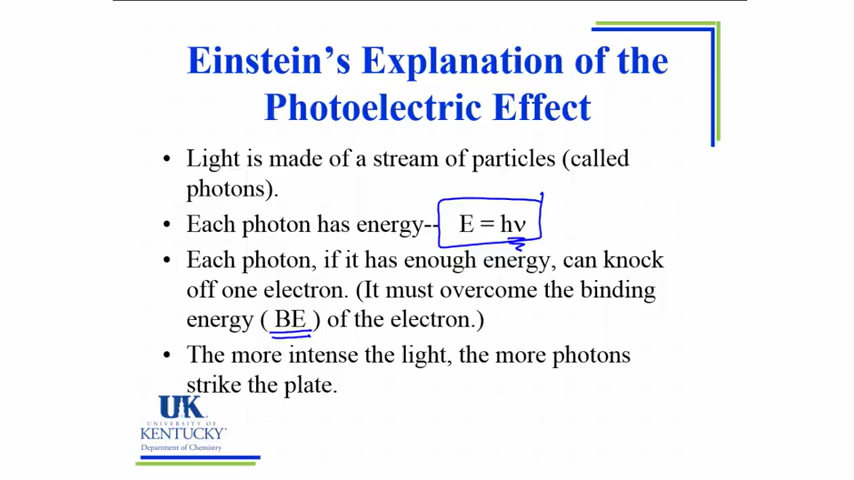 Einstein's Explanation of the
Photoelectric Effect
• Light is made of a stream of particles (called
photons).
• Each photon has energy-- E = hν
• Each photon, if it has enough energy, can knock
off one electron. (It must overcome the binding
energy ( BE ) of the electron.)
• The more intense the light, the more photons
strike the plate.
UK
UNIVERSITY OF
KENTUCKY
Department of Chemistry